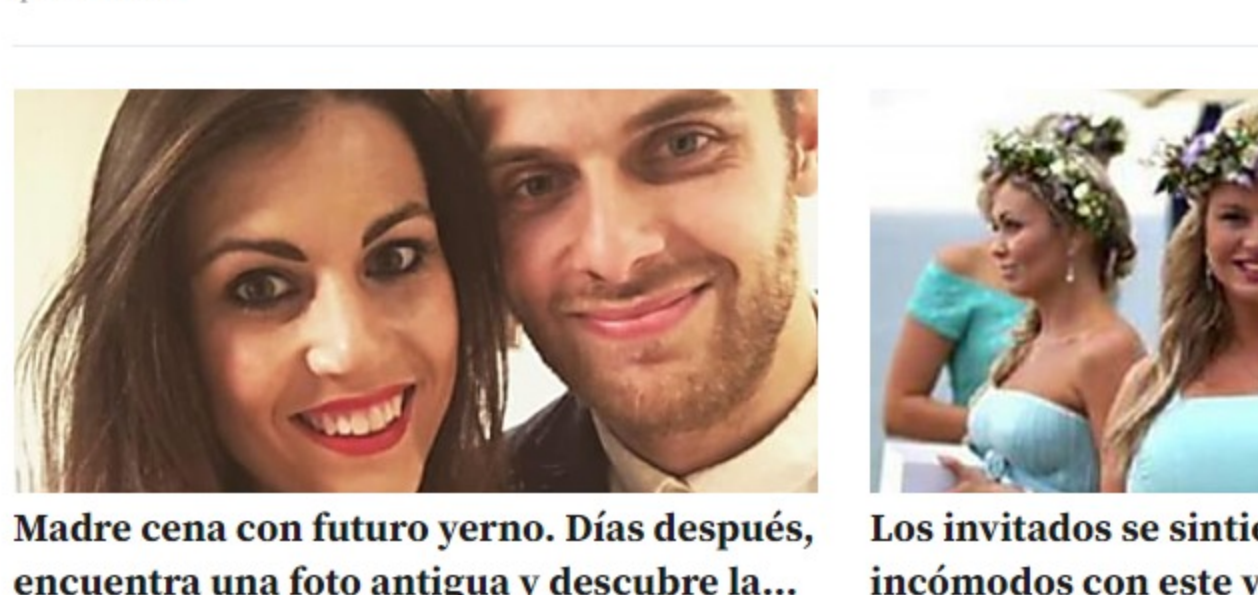 Madre cena con futuro yerno. Días después,
encuentra una foto antigua y descubre la...
Los invitados se
incómodos con este